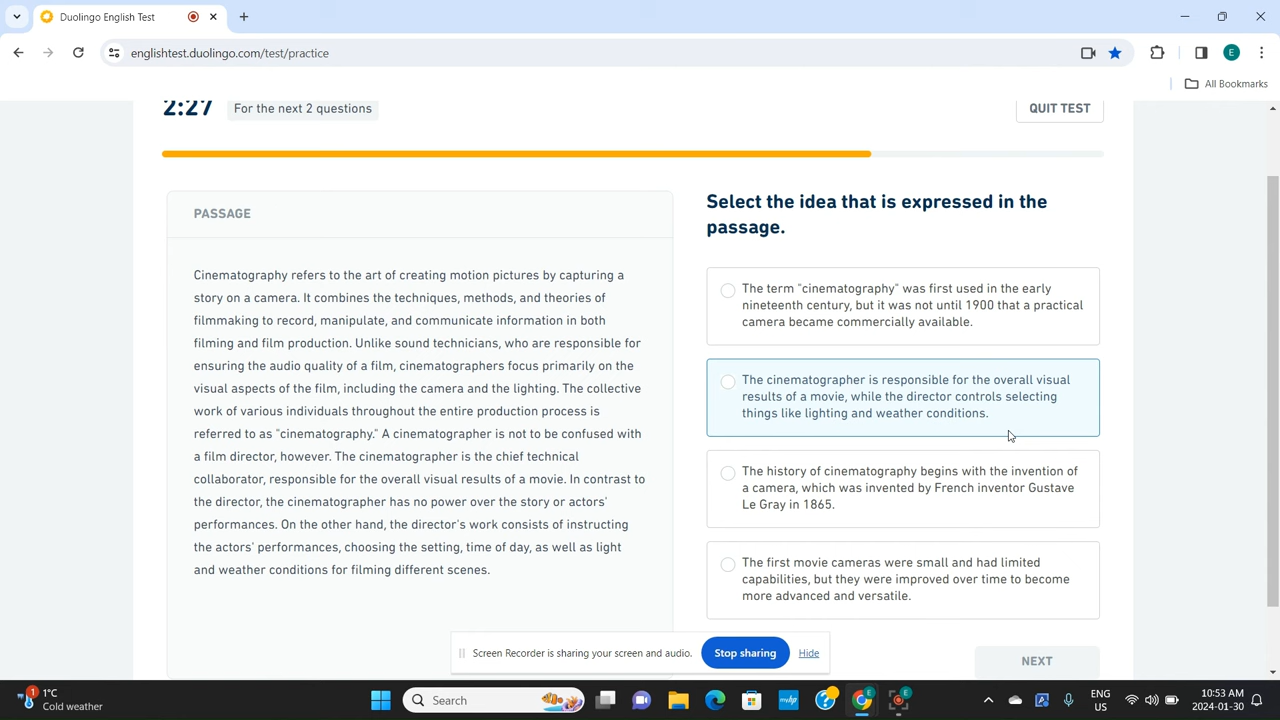 Duolingo English Test
englishtest.duolingo.com/test/practice
E
All Bookmarks
2:27
For the next 2 questions
QUIT TEST
PASSAGE
Cinematography refers to the art of creating motion pictures by capturing a
story on a camera. It combines the techniques, methods, and theories of
filmmaking to record, manipulate, and communicate information in both
filming and film production. Unlike sound technicians, who are responsible for
ensuring the audio quality of a film, cinematographers focus primarily on the
visual aspects of the film, including the camera and the lighting. The collective
work of various individuals throughout the entire production process is
referred to as "cinematography." A cinematographer is not to be confused with
a film director, however. The cinematographer is the chief technical
collaborator, responsible for the overall visual results of a movie. In contrast to
the director, the cinematographer has no power over the story or actors'
performances. On the other hand, the director's work consists of instructing
the actors' performances, choosing the setting, time of day, as well as light
and weather conditions for filming different scenes.
Select the idea that is expressed in the
passage.
The term "cinematography" was first used in the early
nineteenth century, but it was not until 1900 that a practical
camera became commercially available.
The cinematographer is responsible for the overall visual
results of a movie, while the director controls selecting
things like lighting and weather conditions.
The history of cinematography begins with the invention of
a camera, which was invented by French inventor Gustave
Le Gray in 1865.
The first movie cameras were small and had limited
capabilities, but they were improved over time to become
more advanced and versatile.
NEXT
Screen Recorder is sharing your screen and audio.
Stop sharing
Hide
1
1°C
Cold weather
Search
hp
E
E
ENG
US
10:53 AM
2024-01-30